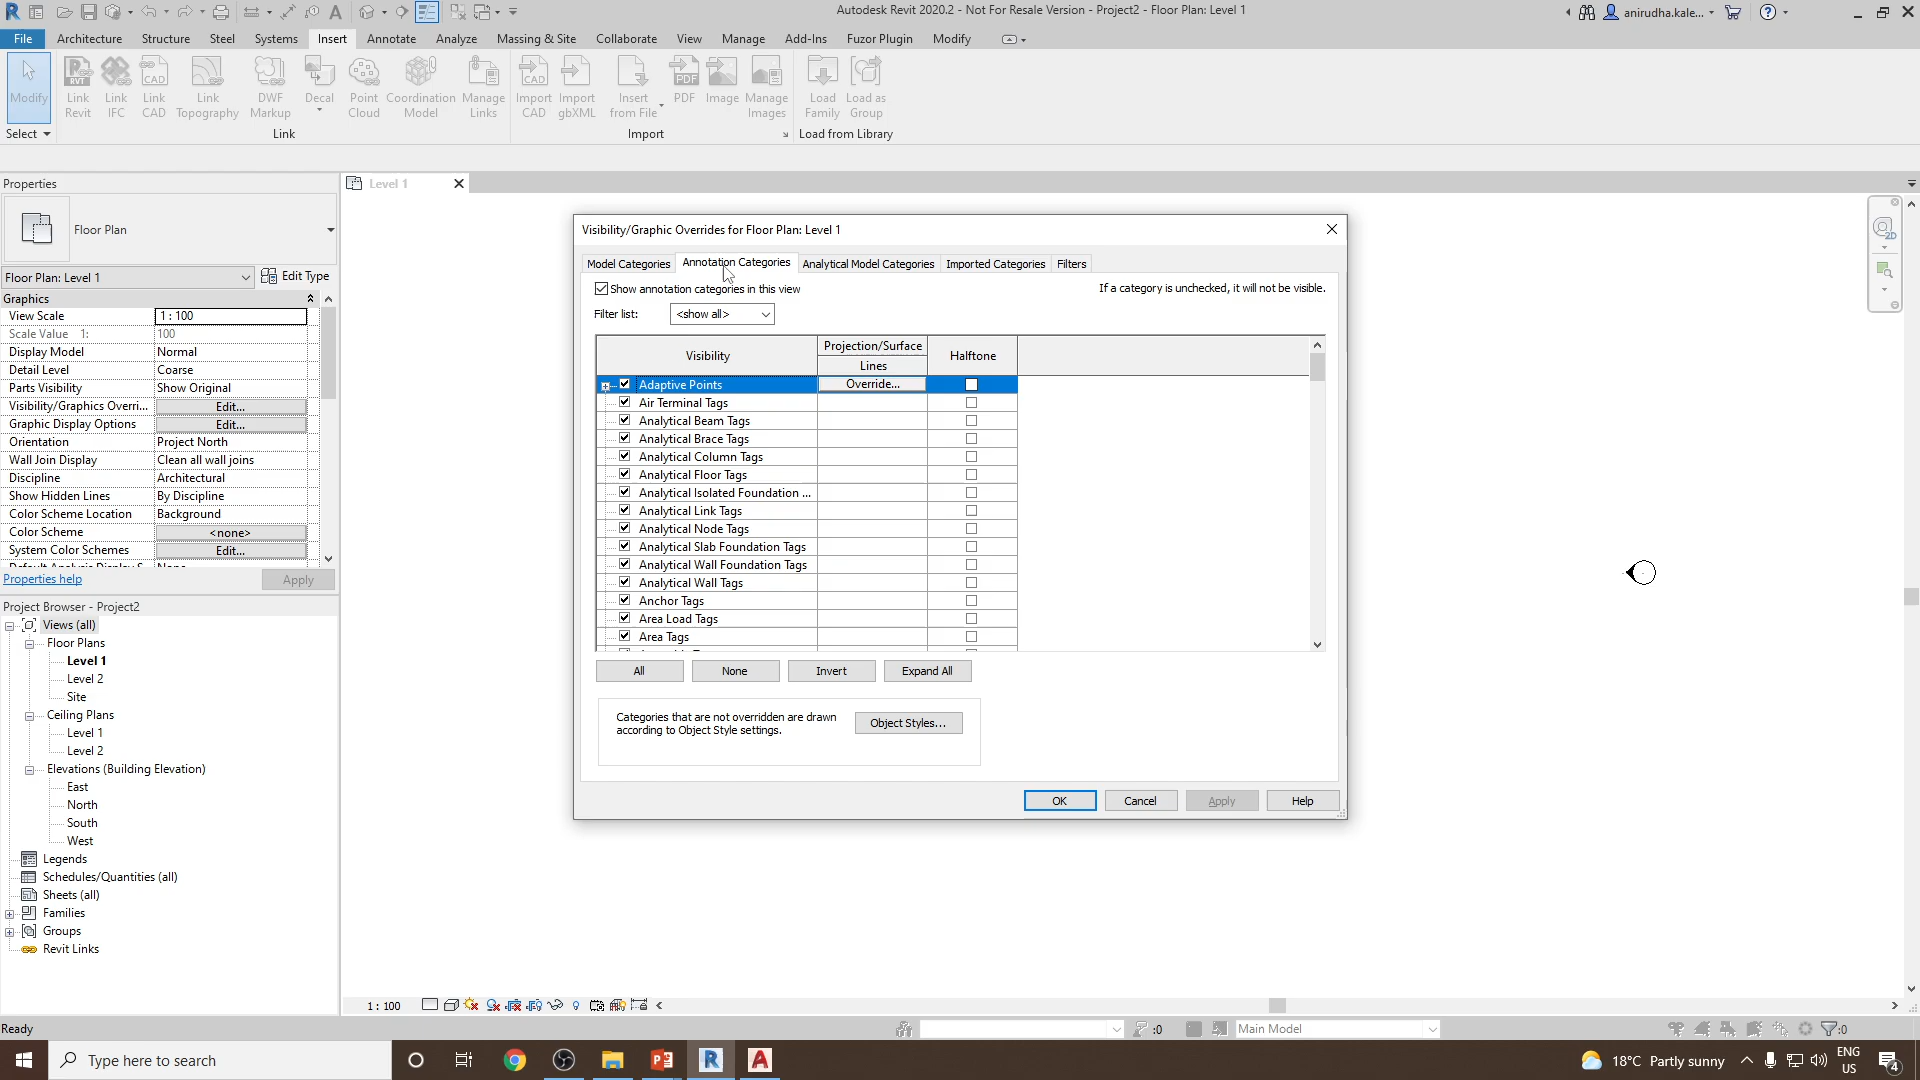 Autodesk Revit 2020.2 - Not For Resale Version - Project2 - Floor Plan: Level 1
anirudha.kale...
File Architecture Structure Steel Systems Insert Annotate Analyze Massing & Site Collaborate View Manage Add-Ins Fuzor Plugin Modify
Modify
Link Revit
Link IFC
Link CAD
Link Topography
DWF Markup
Decal
Point Cloud
Coordination Model
Manage Links
Import CAD
Import gbXML
Insert from File
PDF
Image
Manage Images
Load Family
Load as Group
Select
Link
Import
Load from Library
Properties
Level 1
Floor Plan
Floor Plan: Level 1
Edit Type
Graphics
View Scale 1 : 100
Scale Value 1: 100
Display Model Normal
Detail Level Coarse
Parts Visibility Show Original
Visibility/Graphics Overri... Edit...
Graphic Display Options Edit...
Orientation Project North
Wall Join Display Clean all wall joins
Discipline Architectural
Show Hidden Lines By Discipline
Color Scheme Location Background
Color Scheme <none>
System Color Schemes Edit...
Properties help
Apply
Project Browser - Project2
Views (all)
Floor Plans
Level 1
Level 2
Site
Ceiling Plans
Level 1
Level 2
Elevations (Building Elevation)
East
North
South
West
Legends
Schedules/Quantities (all)
Sheets (all)
Families
Groups
Revit Links
Visibility/Graphic Overrides for Floor Plan: Level 1
Model Categories Annotation Categories Analytical Model Categories Imported Categories Filters
Show annotation categories in this view
If a category is unchecked, it will not be visible.
Filter list: <show all>
Visibility
Projection/Surface
Lines
Halftone
Adaptive Points Override...
Air Terminal Tags
Analytical Beam Tags
Analytical Brace Tags
Analytical Column Tags
Analytical Floor Tags
Analytical Isolated Foundation ...
Analytical Link Tags
Analytical Node Tags
Analytical Slab Foundation Tags
Analytical Wall Foundation Tags
Analytical Wall Tags
Anchor Tags
Area Load Tags
Area Tags
All None Invert Expand All
Categories that are not overridden are drawn
according to Object Style settings.
Object Styles...
OK Cancel Apply Help
2D
1 : 100
Ready
:0
Main Model
:0
Type here to search
18°C Partly sunny
ENG
US
4